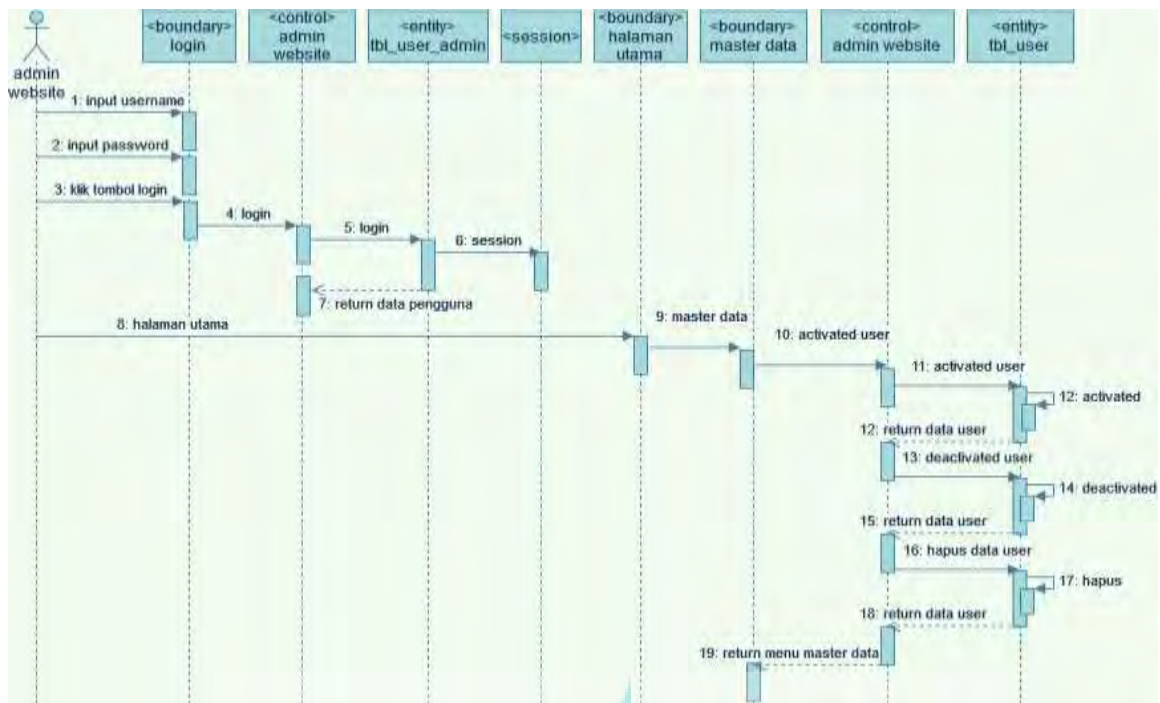 <boundary>
login
<control>
admin
website
<entity>
tbl_user_admin
<session>
<boundary>
halaman
utama
<boundary>
master data
<control>
admin website
<entity>
tbl_user
admin
website
1: input username
2: input password
3: klik tombol login
4: login
5: login
6: session
7: return data pengguna
8: halaman utama
9: master data
10: activated user
11: activated user
12: activated
12: return data user
13: deactivated user
14: deactivated
15: return data user
16: hapus data user
17: hapus
18: return data user
19: return menu master data